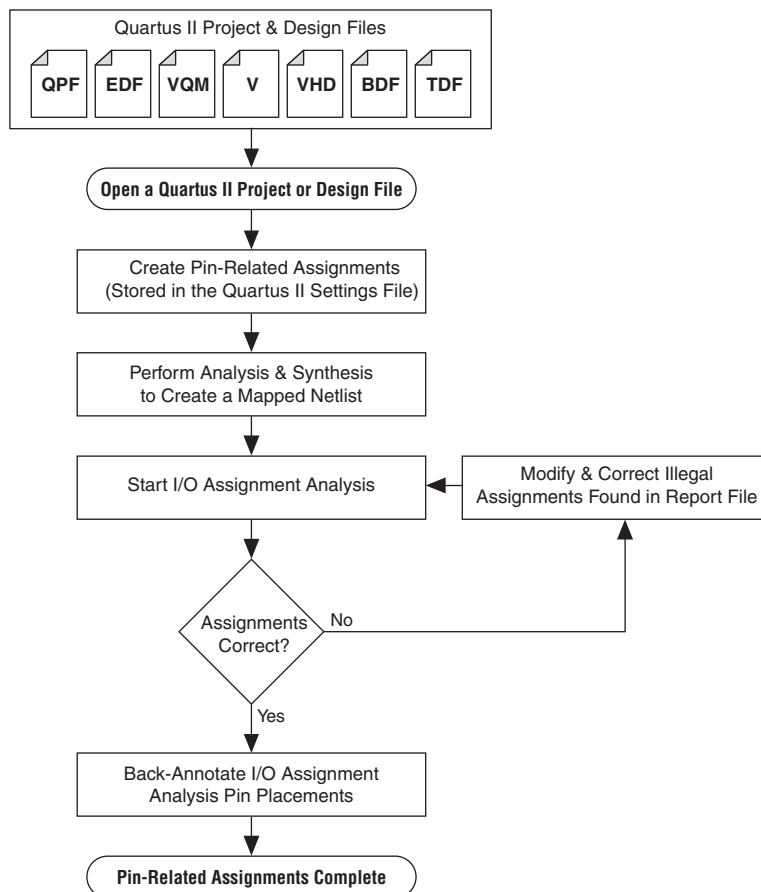 Quartus II Project & Design Files
QPF EDF VQM V VHD BDF TDF
Open a Quartus II Project or Design File
Create Pin-Related Assignments
(Stored in the Quartus II Settings File)
Perform Analysis & Synthesis
to Create a Mapped Netlist
Start I/O Assignment Analysis
Modify & Correct Illegal
Assignments Found in Report File
Assignments
Correct?
No
Yes
Back-Annotate I/O Assignment
Analysis Pin Placements
Pin-Related Assignments Complete